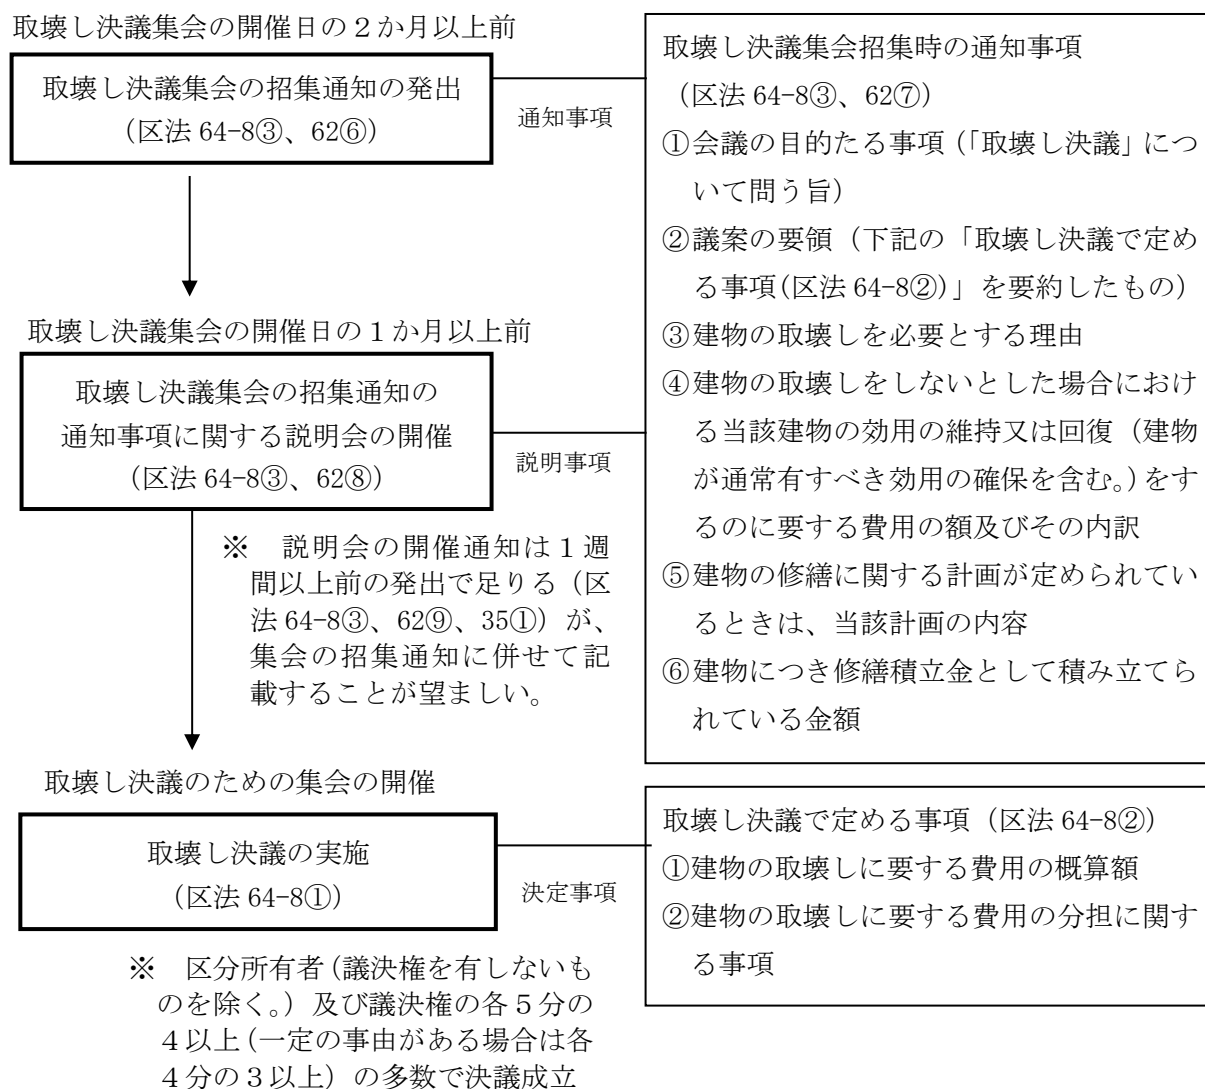 取壊し決議集会の開催日の２か月以上前
取壊し決議集会の招集通知の発出
（区法 64-8③、62⑥）
通知事項
取壊し決議集会招集時の通知事項
（区法 64-8③、62⑦）
①会議の目的たる事項（「取壊し決議」につ
いて問う旨）
②議案の要領（下記の「取壊し決議で定め
る事項(区法 64-8②)」を要約したもの）
③建物の取壊しを必要とする理由
④建物の取壊しをしないとした場合におけ
る当該建物の効用の維持又は回復（建物
が通常有すべき効用の確保を含む。）をす
るのに要する費用の額及びその内訳
⑤建物の修繕に関する計画が定められてい
るときは、当該計画の内容
⑥建物につき修繕積立金として積み立てら
れている金額
取壊し決議集会の開催日の１か月以上前
取壊し決議集会の招集通知の
通知事項に関する説明会の開催
（区法 64-8③、62⑧）
説明事項
※　説明会の開催通知は１週
間以上前の発出で足りる（区
法 64-8③、62⑨、35①）が、
集会の招集通知に併せて記
載することが望ましい。
取壊し決議のための集会の開催
取壊し決議の実施
（区法 64-8①）
決定事項
取壊し決議で定める事項（区法 64-8②）
①建物の取壊しに要する費用の概算額
②建物の取壊しに要する費用の分担に関す
る事項
※　区分所有者（議決権を有しないも
のを除く。）及び議決権の各５分の
４以上（一定の事由がある場合は各
４分の３以上）の多数で決議成立